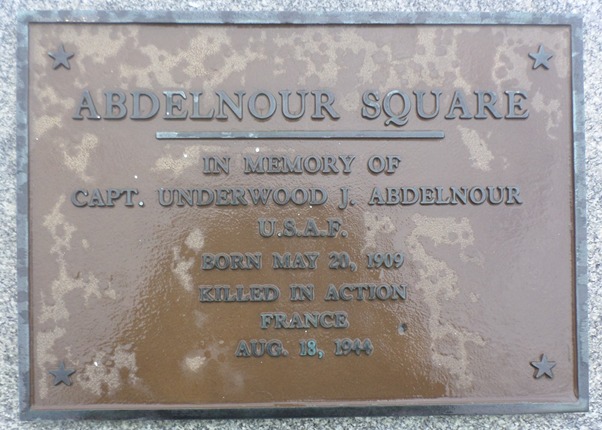 ABDELNOUR SQUARE
IN MEMORY OF
CAPT. UNDERWOOD J. ABDELNOUR
U.S.A.F.
BORN MAY 20, 1909
KILLED IN ACTION
FRANCE
AUG. 18, 1944